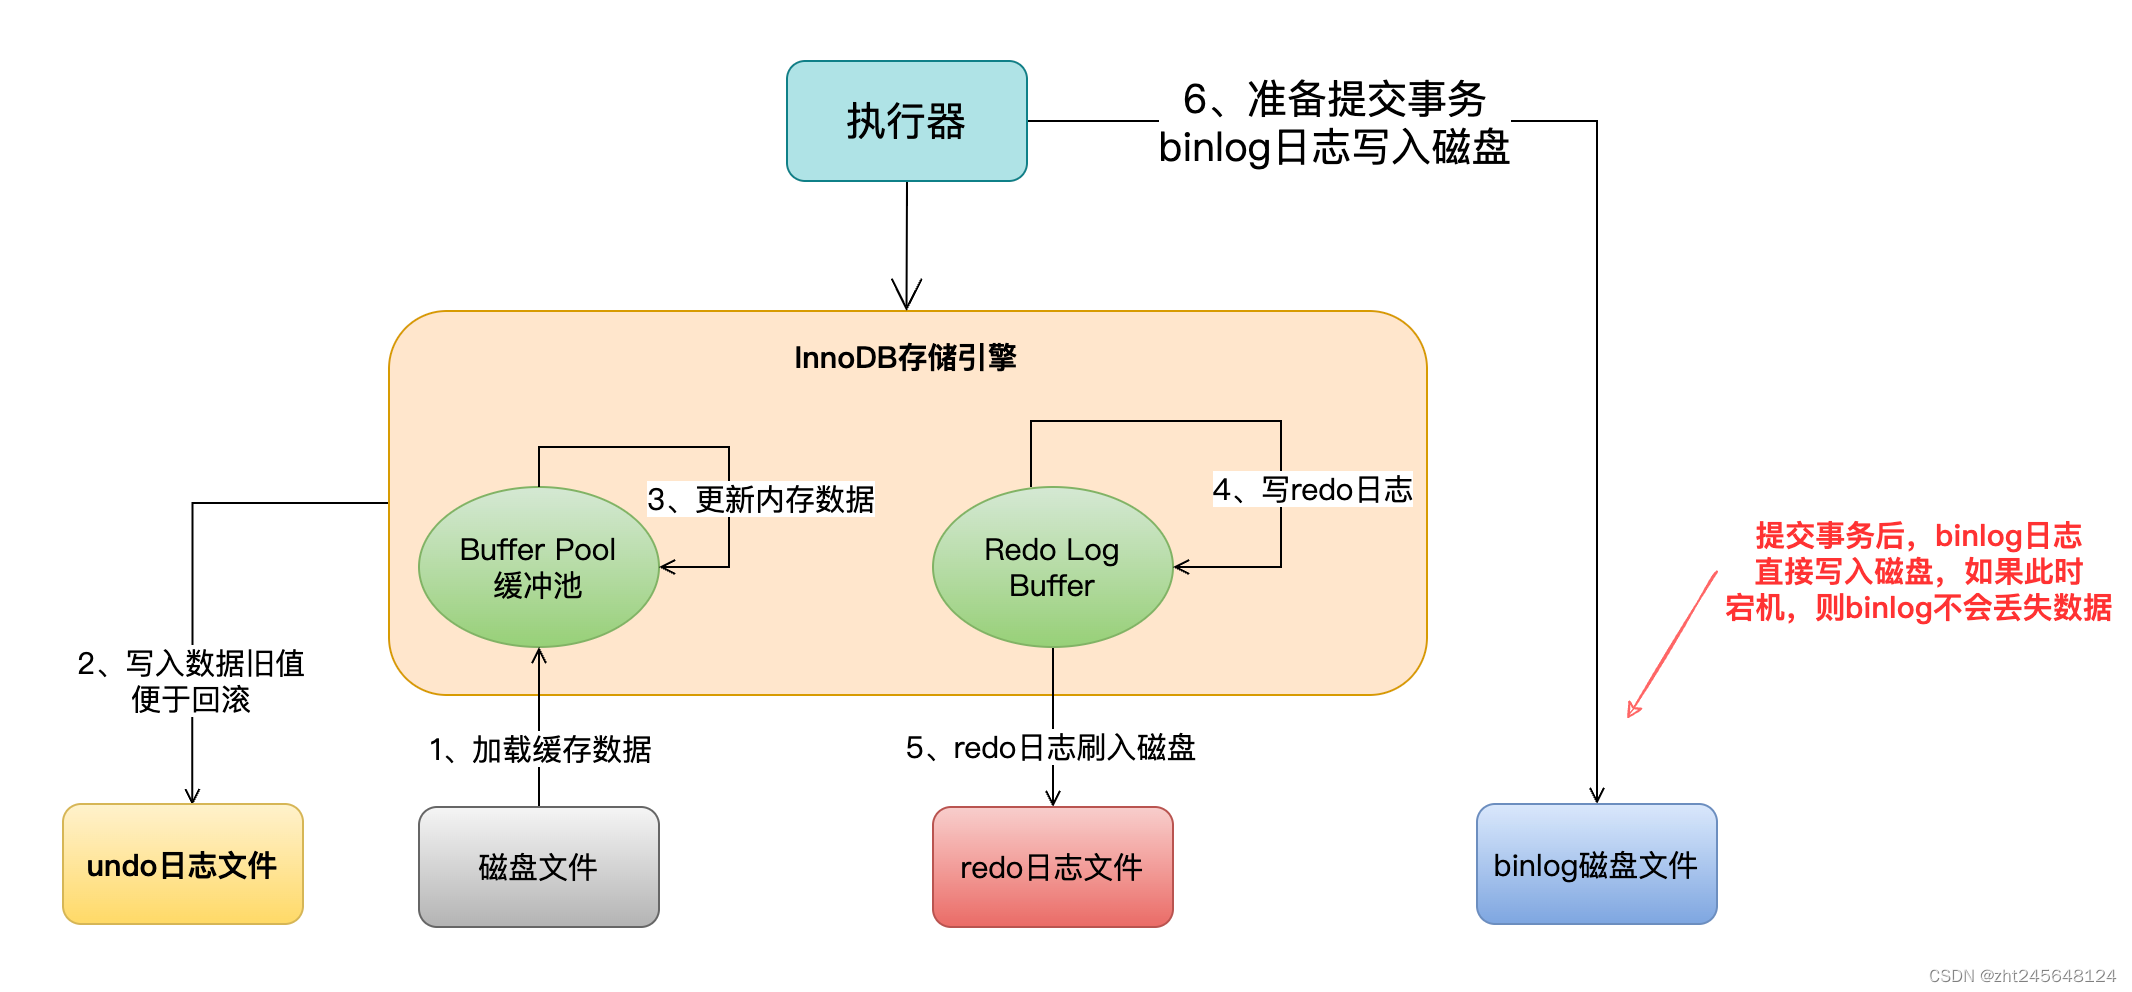 执行器
6、准备提交事务
binlog日志写入磁盘
InnoDB存储引擎
3、更新内存数据
4、写redo日志
Buffer Pool
缓冲池
Redo Log
Buffer
提交事务后，binlog日志
直接写入磁盘，如果此时
宕机，则binlog不会丢失数据
2、写入数据旧值
便于回滚
1、加载缓存数据
5、redo日志刷入磁盘
undo日志文件
磁盘文件
redo日志文件
binlog磁盘文件
CSDN @zht245648124